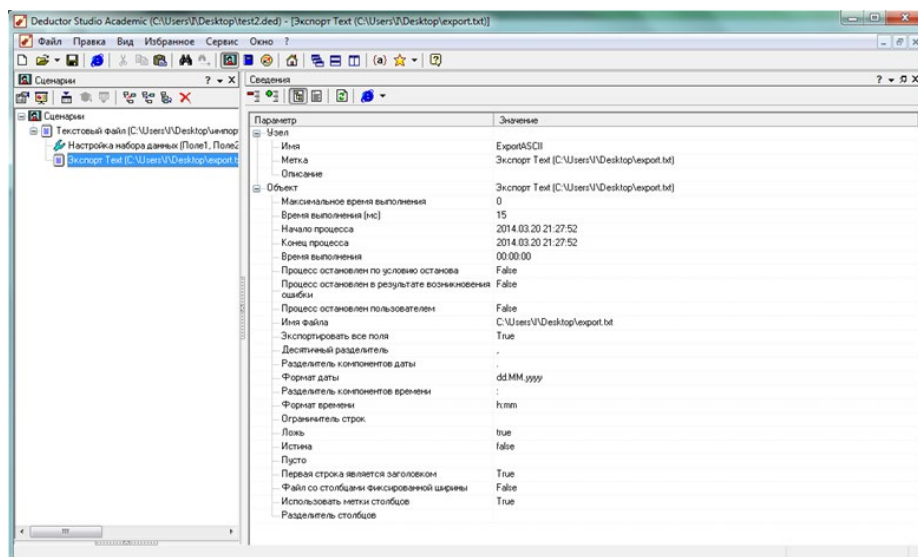 Deductor Studio Academic (C:\Users\I\Desktop\test2.ded) - [Экспорт Text (C:\Users\I\Desktop\export.txt)]
Файл Правка Вид Избранное Сервис Окно ?
Сценарии ? X
Сведения ? X
Сценарии
Текстовый файл (C:\Users\I\Desktop\импор
Настройка набора данных (Поле1, Поле2
Экспорт Text (C:\Users\I\Desktop\export.t
Параметр Значение
Узел
Имя ExportASCII
Метка Экспорт Text (C:\Users\I\Desktop\export.txt)
Описание
Объект Экспорт Text (C:\Users\I\Desktop\export.txt)
Максимальное время выполнения 0
Время выполнения (мс) 15
Начало процесса 2014.03.20 21:27:52
Конец процесса 2014.03.20 21:27:52
Время выполнения 00:00:00
Процесс остановлен по условию останова False
Процесс остановлен в результате возникновения False
ошибки
Процесс остановлен пользователем False
Имя файла C:\Users\I\Desktop\export.txt
Экспортировать все поля True
Десятичный разделитель ,
Разделитель компонентов даты .
Формат даты dd.MM.yyyy
Разделитель компонентов времени :
Формат времени h:mm
Ограничитель строк
Ложь true
Истина false
Пусто
Первая строка является заголовком True
Файл со столбцами фиксированной ширины False
Использовать метки столбцов True
Разделитель столбцов